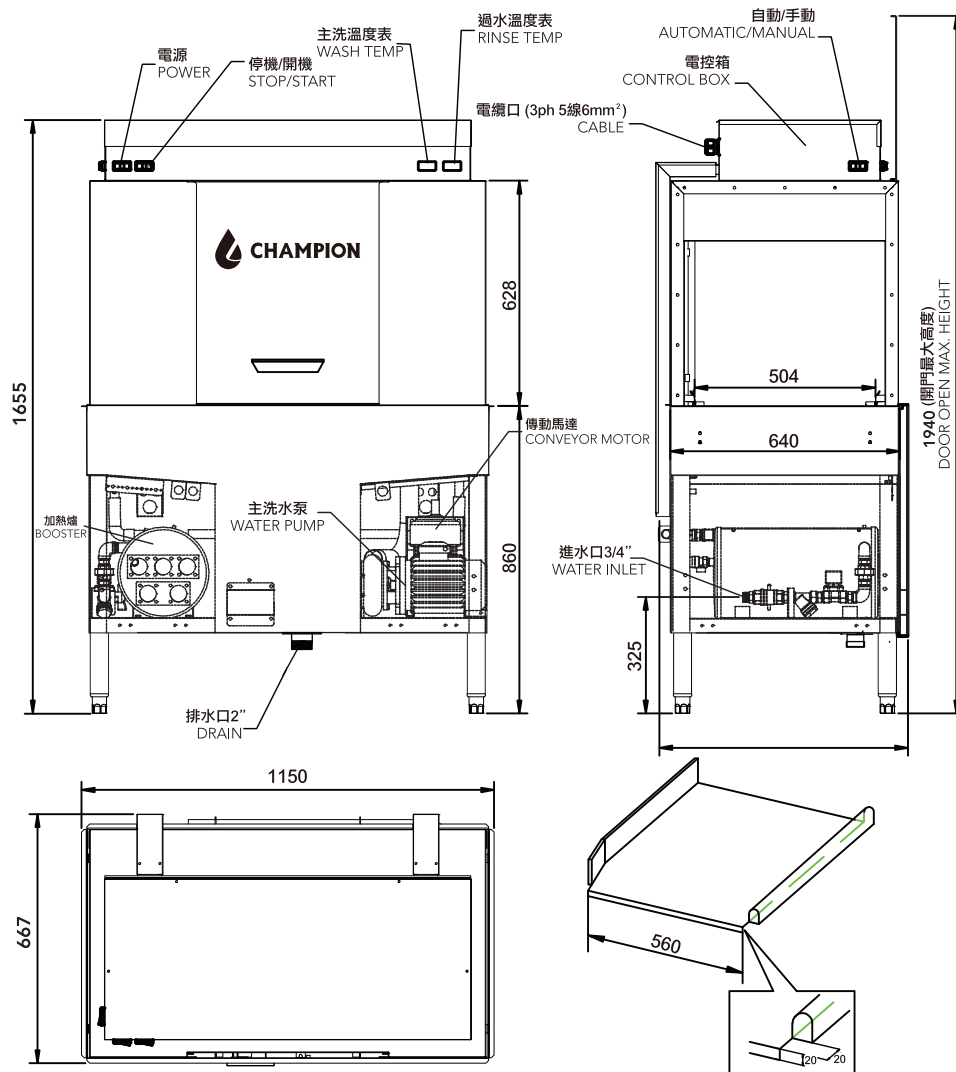 過水溫度表
RINSE TEMP
主洗溫度表
WASH TEMP
電源
POWER
停機/開機
STOP/START
自動/手動
AUTOMATIC/MANUAL
電控箱
CONTROL BOX
電纜口 (3ph 5線6mm²)
CABLE
CHAMPION
628
1655
504
640
1940 (開門最大高度)
DOOR OPEN MAX. HEIGHT
傳動馬達
CONVEYOR MOTOR
主洗水泵
WATER PUMP
加熱爐
BOOSTER
860
進水口3/4”
WATER INLET
325
排水口2”
DRAIN
1150
667
560
20
20